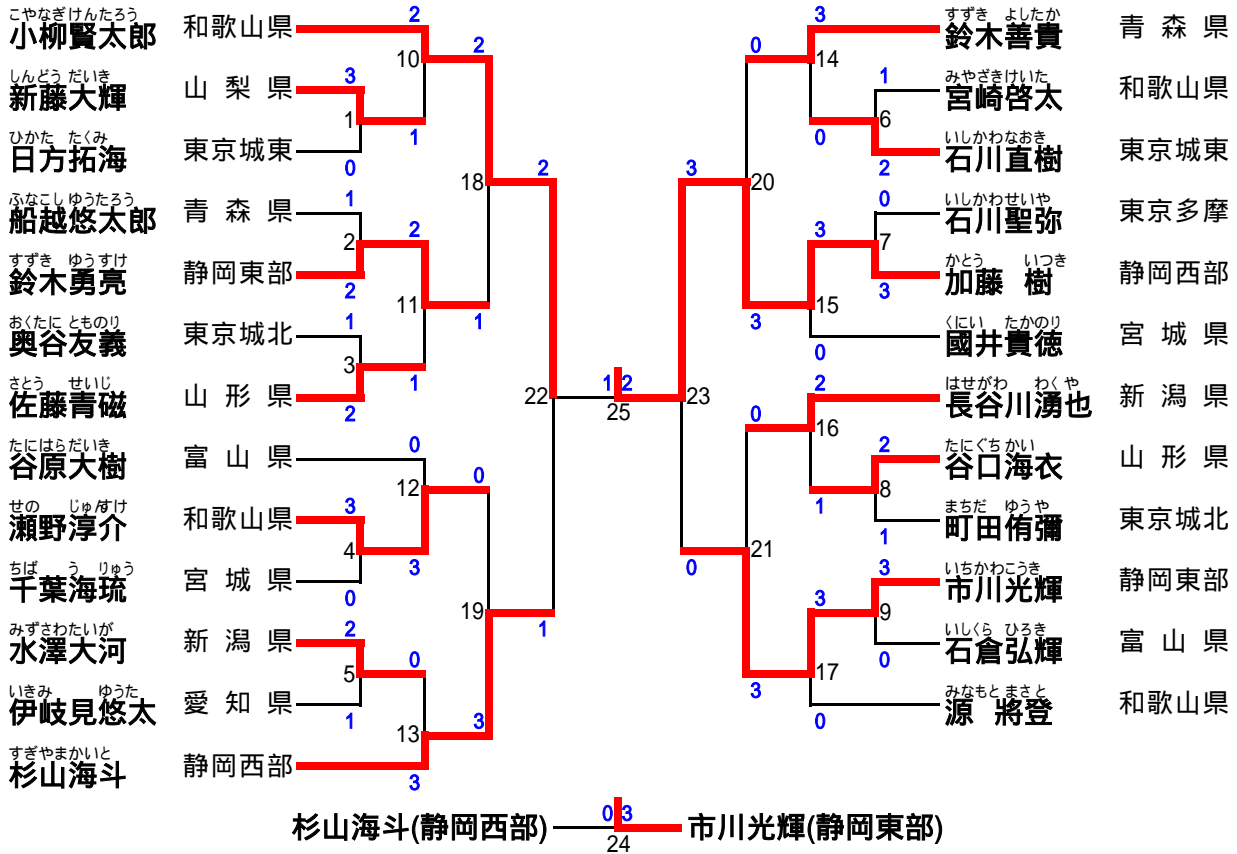 こやなぎけんたろう
小柳賢太郎 和歌山県
しんどう だいき
新藤大輝 山梨県
ひかた たくみ
日方拓海 東京城東
ふなこし ゆうたろう
船越悠太郎 青森県
すずき ゆうすけ
鈴木勇亮 静岡東部
おくたに とものり
奥谷友義 東京城北
さとう せいじ
佐藤青磁 山形県
たにはらだいき
谷原大樹 富山県
せの じゅんすけ
瀬野淳介 和歌山県
ちば う りゅう
千葉海琉 宮城県
みずさわたいが
水澤大河 新潟県
いきみ ゆうた
伊岐見悠太 愛知県
すぎやまかいと
杉山海斗 静岡西部
2
3
0
1
2
1
2
0
3
0
2
1
3
1
2
3
4
5
10
11
12
13
1
2
1
3
0
2
1
0
3
18
19
2
1
22
1 2
25
3
0
23
20
21
0
3
0
3
14
15
16
17
3
0
3
0
2
1
3
0
6
7
8
9
1
2
0
3
2
1
3
0
すずき よしたか
鈴木善貴 青森県
みやざきけいた
宮崎啓太 和歌山県
いしかわなおき
石川直樹 東京城東
いしかわせいや
石川聖弥 東京多摩
かとう いつき
加藤 樹 静岡西部
くにい たかのり
國井貴徳 宮城県
はせがわ わくや
長谷川湧也 新潟県
たにぐち かい
谷口海衣 山形県
まちだ ゆうや
町田侑彌 東京城北
いちかわこうき
市川光輝 静岡東部
いしくら ひろき
石倉弘輝 富山県
みなもと まさと
源 將登 和歌山県
杉山海斗(静岡西部) 0 3 市川光輝(静岡東部)
24